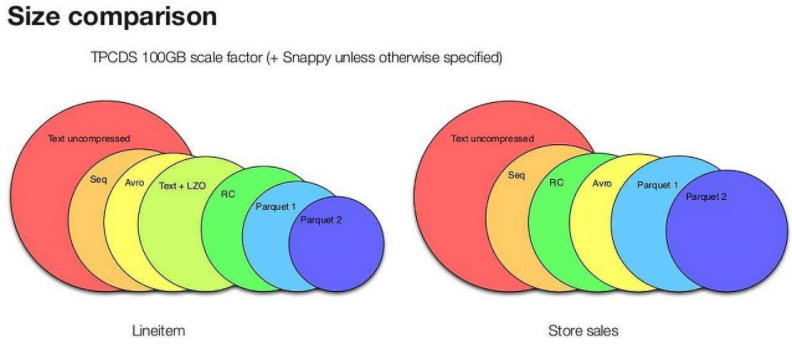 Size comparison
TPCDS 100GB scale factor (+ Snappy unless otherwise specified)
Text uncompressed
Seq
Avro
Text + LZO
RC
Parquet 1
Parquet 2
Lineitem
Text uncompressed
Seq
RC
Avro
Parquet 1
Parquet 2
Store sales